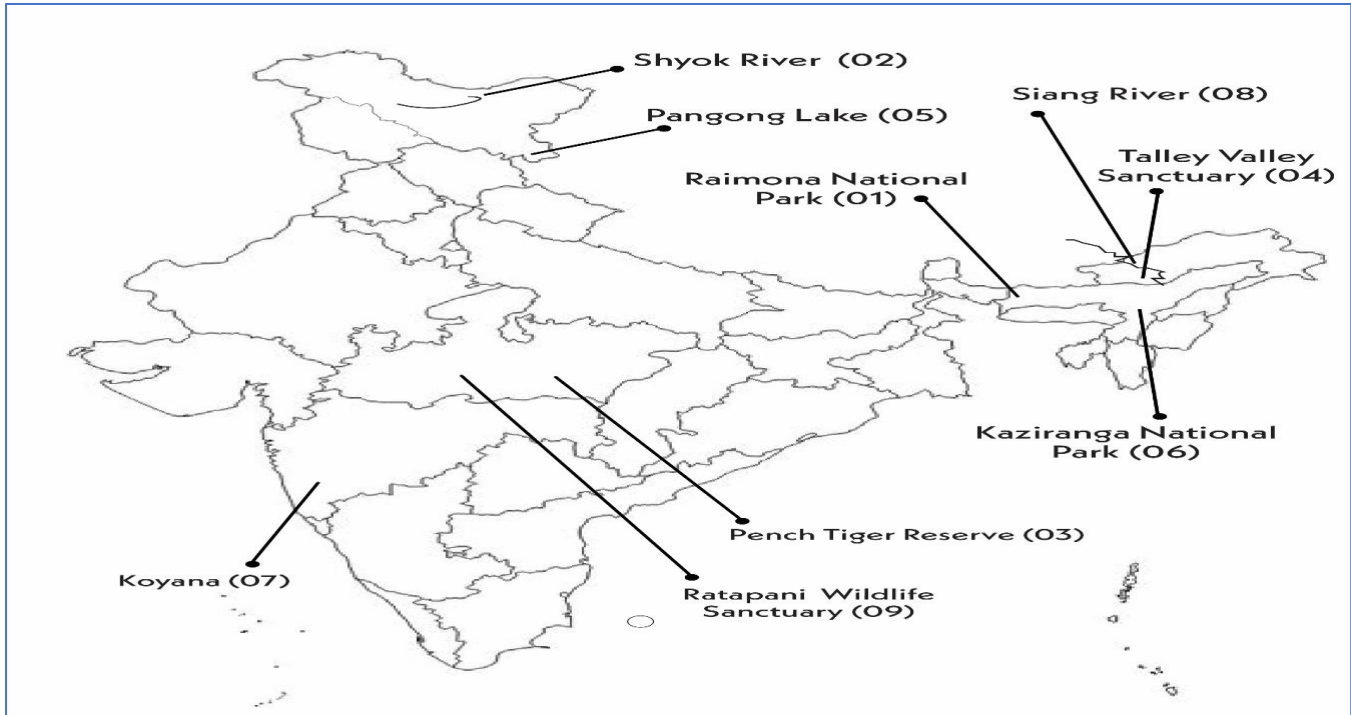 Shyok River (02)
Pangong Lake (05)
Siang River (08)
Talley Valley
Sanctuary (04)
Raimona National
Park (01)
Kaziranga National
Park (06)
Pench Tiger Reserve (03)
Koyana (07)
Ratapani Wildlife
Sanctuary (09)